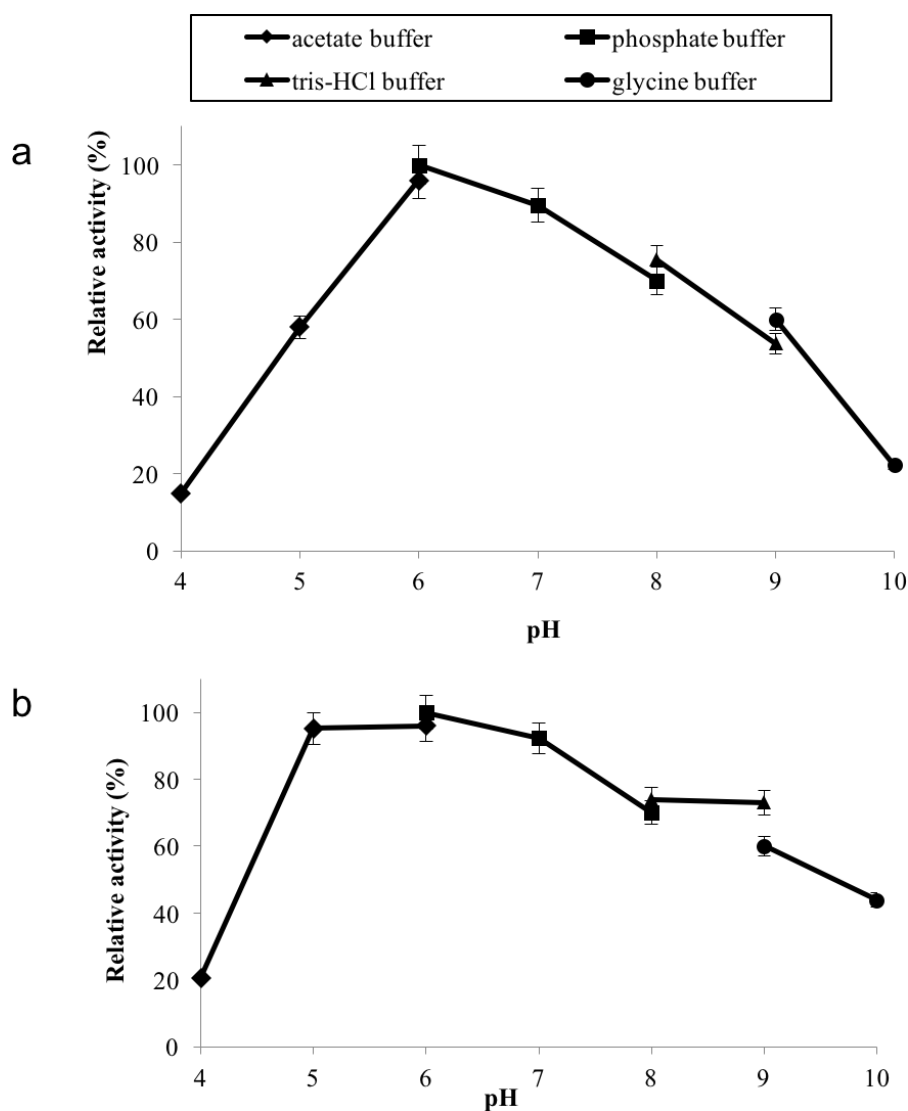 acetate buffer phosphate buffer
tris-HCl buffer glycine buffer
a
Relative activity (%)
100
80
60
40
20
0
4 5 6 7 8 9 10
pH
b
Relative activity (%)
100
80
60
40
20
0
4 5 6 7 8 9 10
pH